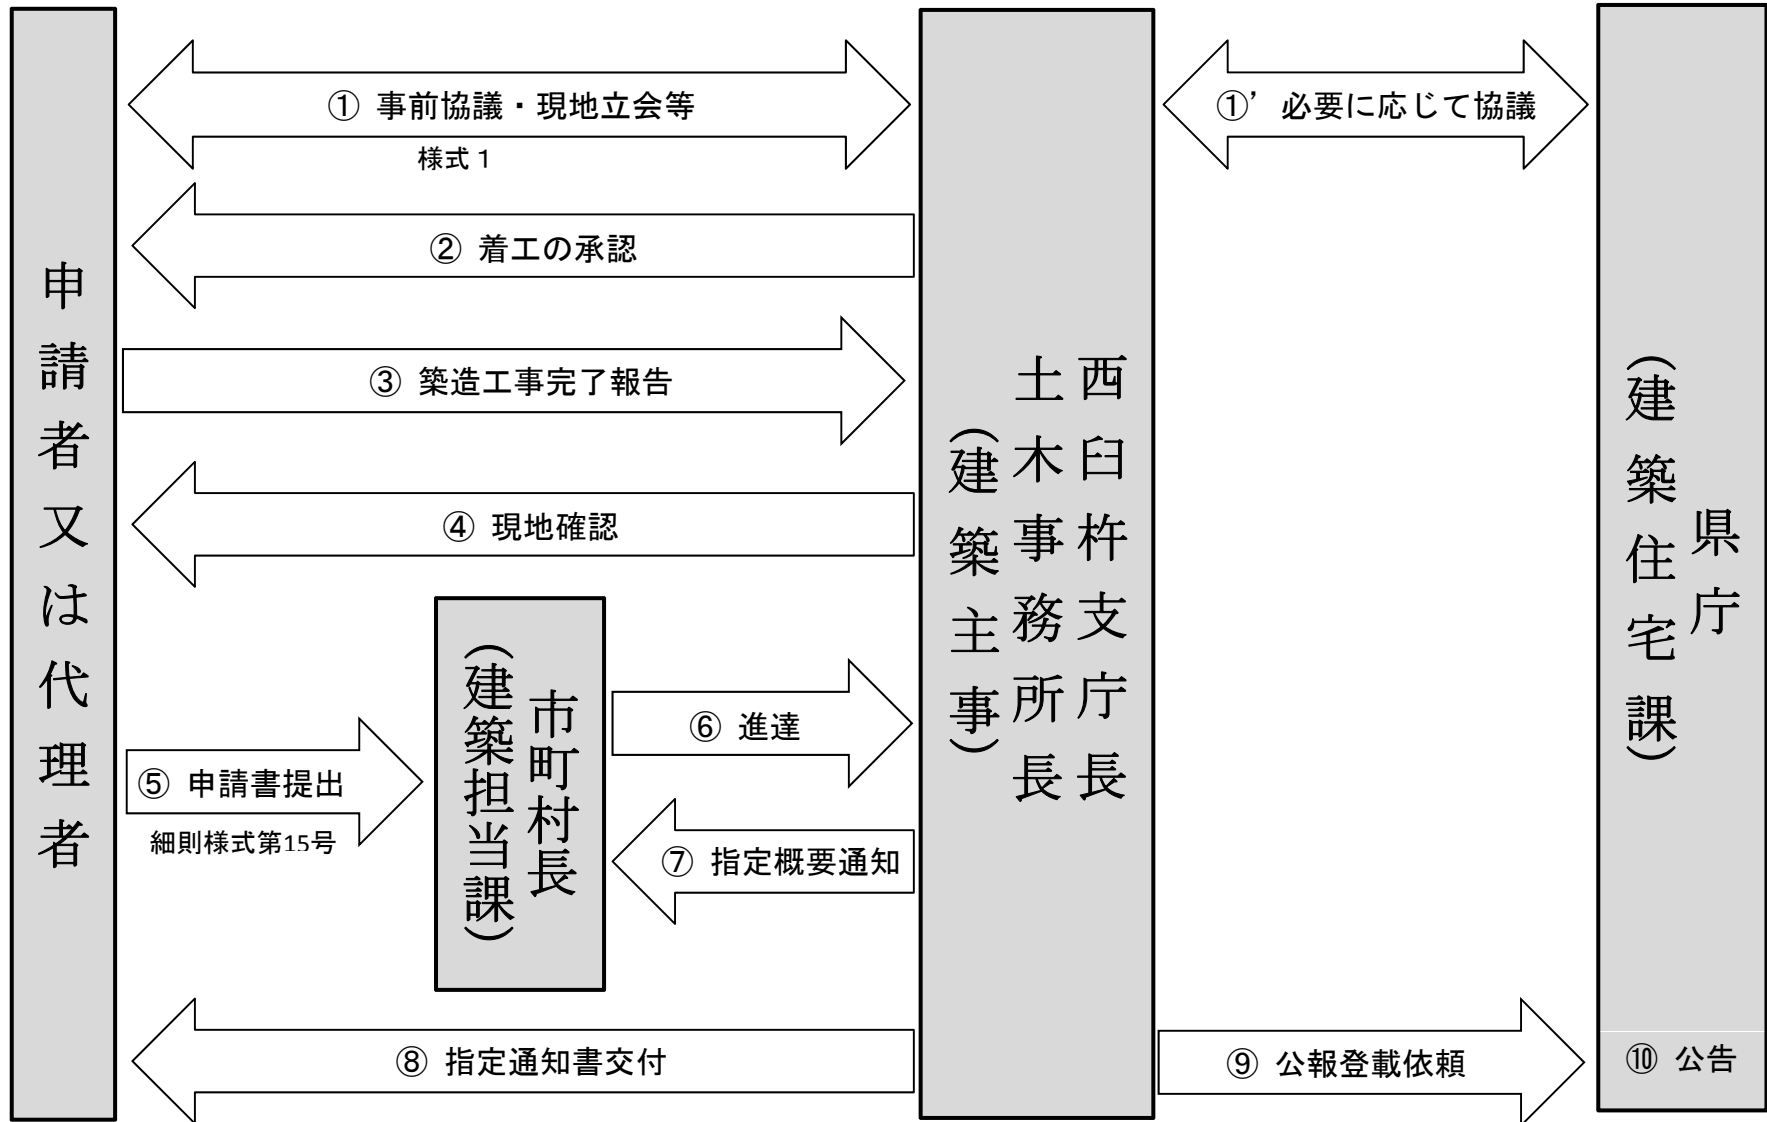 ① 事前協議・現地立会等
様式１
①’ 必要に応じて協議
② 着工の承認
③ 築造工事完了報告
④ 現地確認
⑤ 申請書提出
細則様式第15号
⑥ 進達
⑦ 指定概要通知
⑧ 指定通知書交付
⑨ 公報登載依頼
⑩ 公告
申請者又は代理者
市町村長
(建築担当課)
西臼杵支庁長
土木事務所長
(建築主事)
県庁
(建築住宅課)